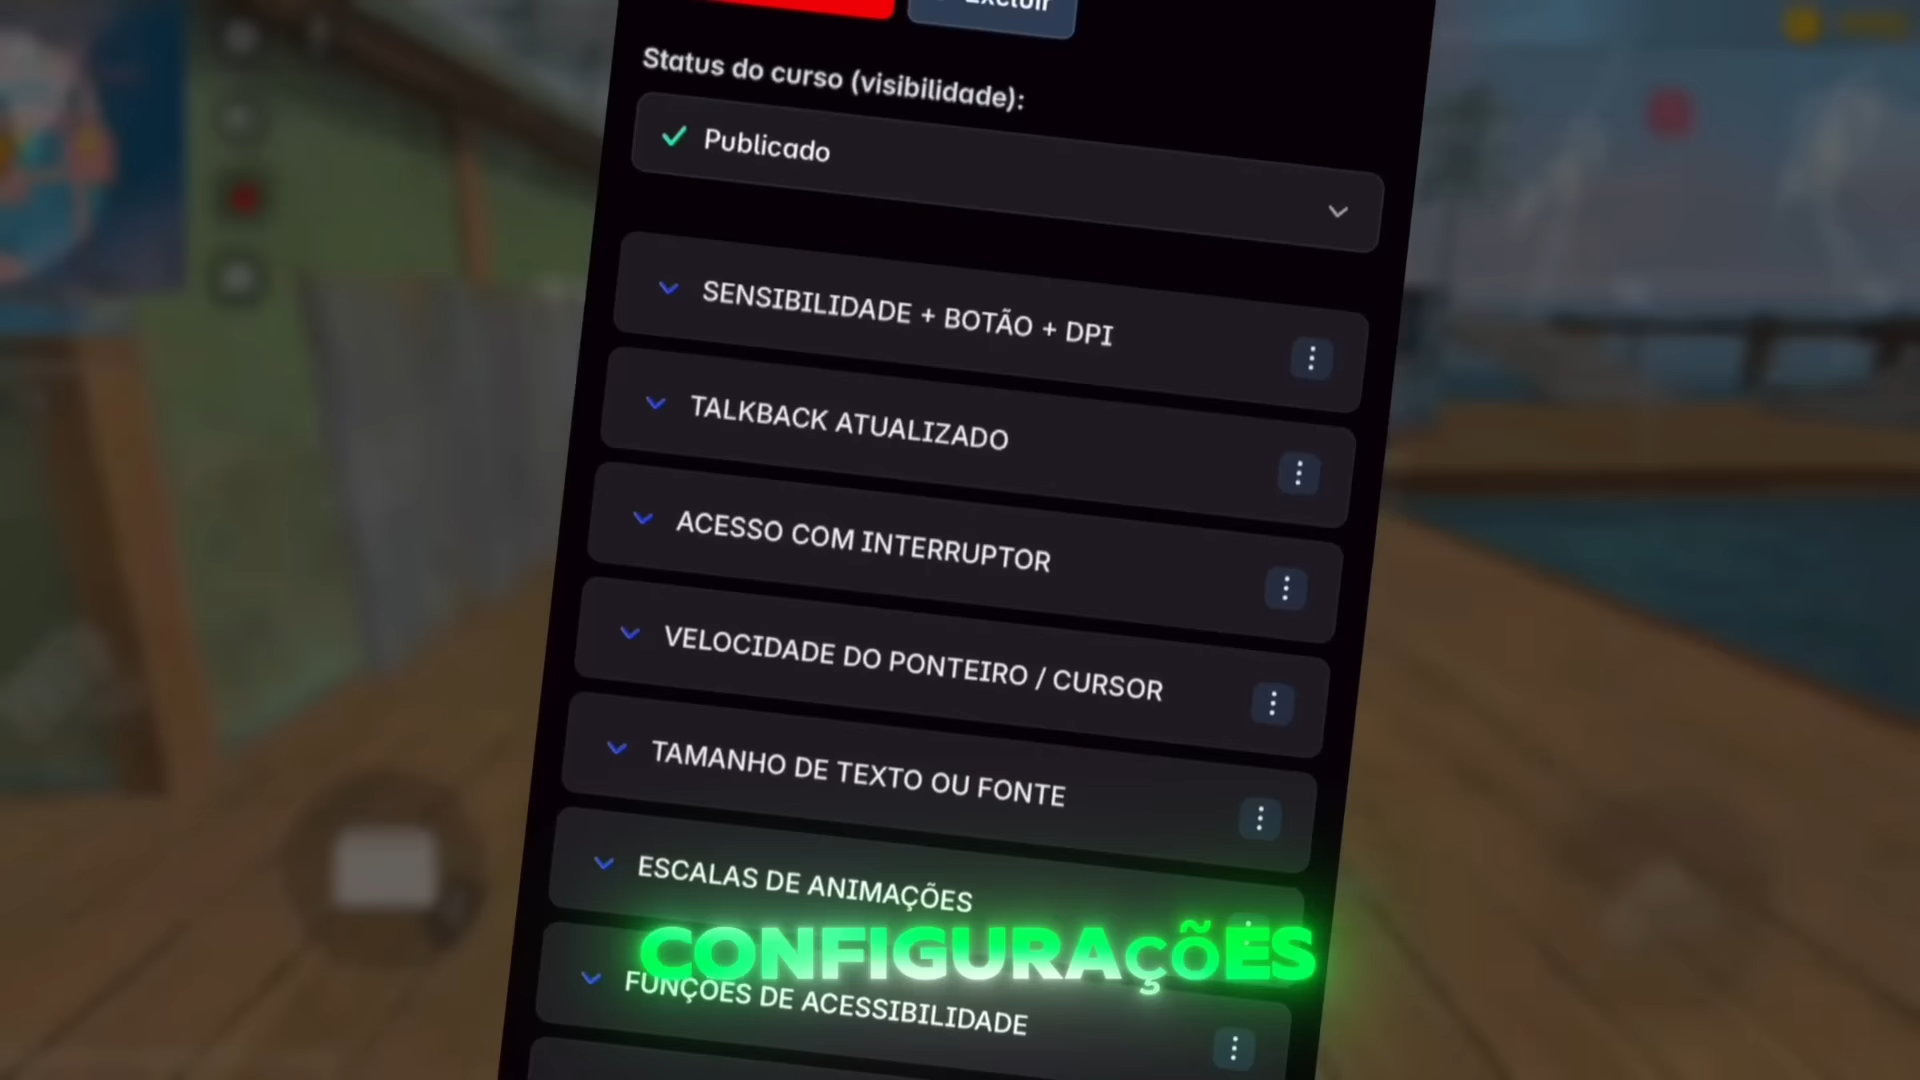 Excluir
Status do curso (visibilidade):
Publicado
SENSIBILIDADE + BOTÃO + DPI
TALKBACK ATUALIZADO
ACESSO COM INTERRUPTOR
VELOCIDADE DO PONTEIRO / CURSOR
TAMANHO DE TEXTO OU FONTE
ESCALAS DE ANIMAÇÕES
CONFIGURAÇÕES
FUNÇÕES DE ACESSIBILIDADE